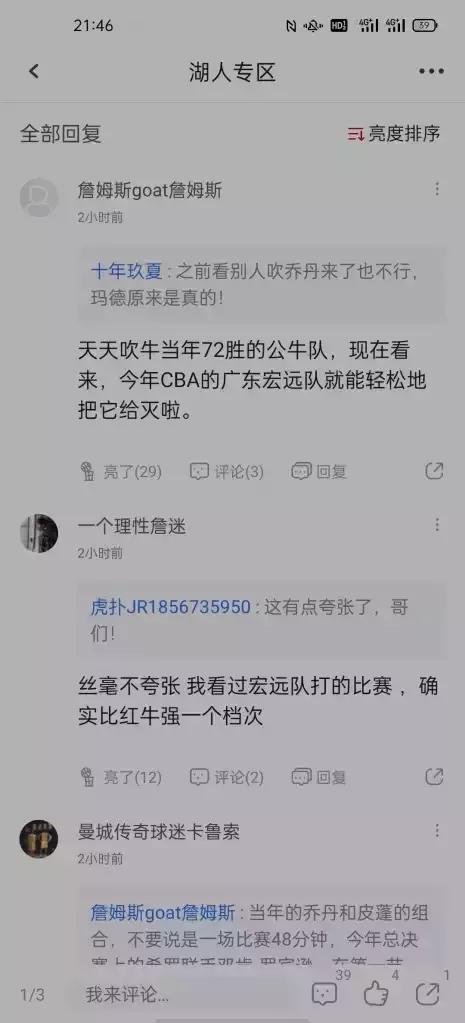 21:46
HD
4G+
4G+
39
湖人专区
全部回复
亮度排序
詹姆斯goat詹姆斯
2小时前
十年玖夏 : 之前看别人吹乔丹来了也不行，
玛德原来是真的！
天天吹牛当年72胜的公牛队，现在看
来，今年CBA的广东宏远队就能轻松地
把它给灭啦。
亮了(29) 评论(3) 回复
一个理性詹迷
2小时前
虎扑JR1856735950 : 这有点夸张了，哥
们！
丝毫不夸张 我看过宏远队打的比赛 ，确
实比红牛强一个档次
亮了(12) 评论(2) 回复
曼城传奇球迷卡鲁索
2小时前
詹姆斯goat詹姆斯 : 当年的乔丹和皮蓬的组
合，不要说是一场比赛48分钟，今年总决
1/3
我来评论...
39
4
1